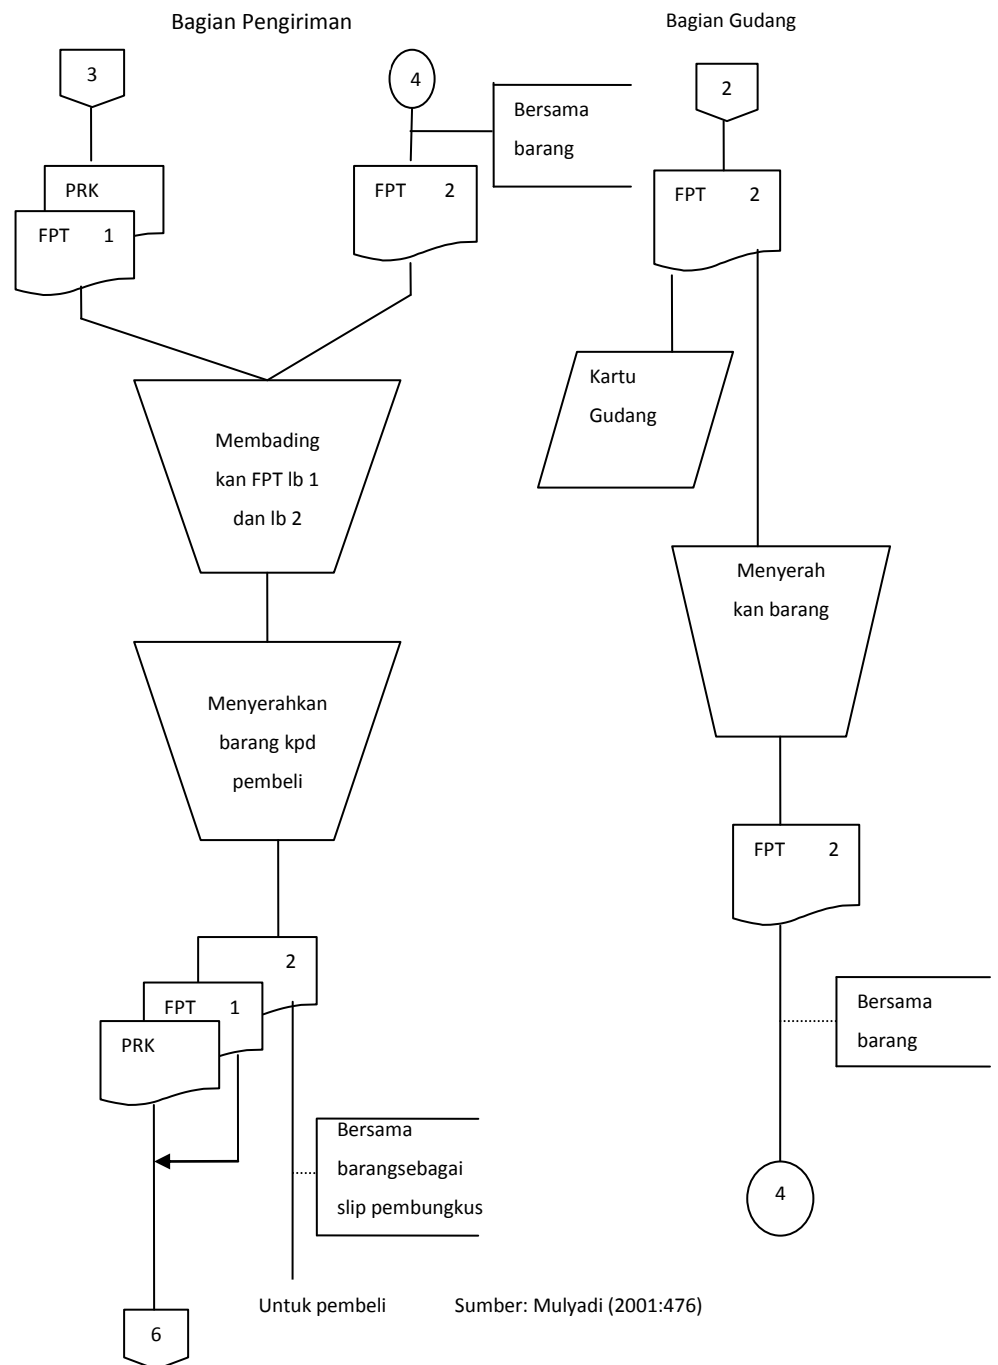 Bagian Pengiriman
3
PRK
FPT 1
4
Bersama
barang
FPT 2
Membading
kan FPT lb 1
dan lb 2
Menyerahkan
barang kpd
pembeli
2
FPT 1
PRK
Bersama
barangsebagai
slip pembungkus
Untuk pembeli
6
Bagian Gudang
2
FPT 2
Kartu
Gudang
Menyerah
kan barang
FPT 2
Bersama
barang
4
Sumber: Mulyadi (2001:476)